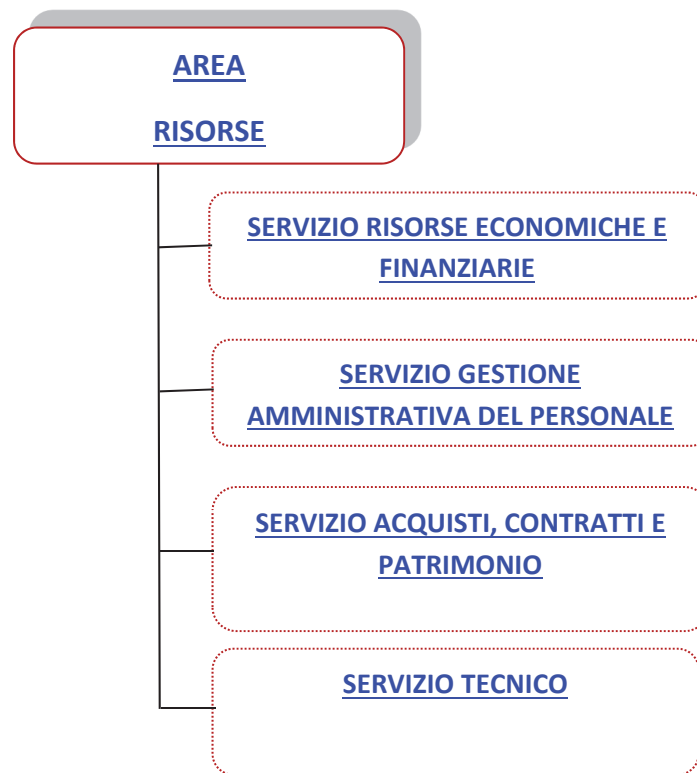 AREA
RISORSE
SERVIZIO RISORSE ECONOMICHE E
FINANZIARIE
SERVIZIO GESTIONE
AMMINISTRATIVA DEL PERSONALE
SERVIZIO ACQUISTI, CONTRATTI E
PATRIMONIO
SERVIZIO TECNICO